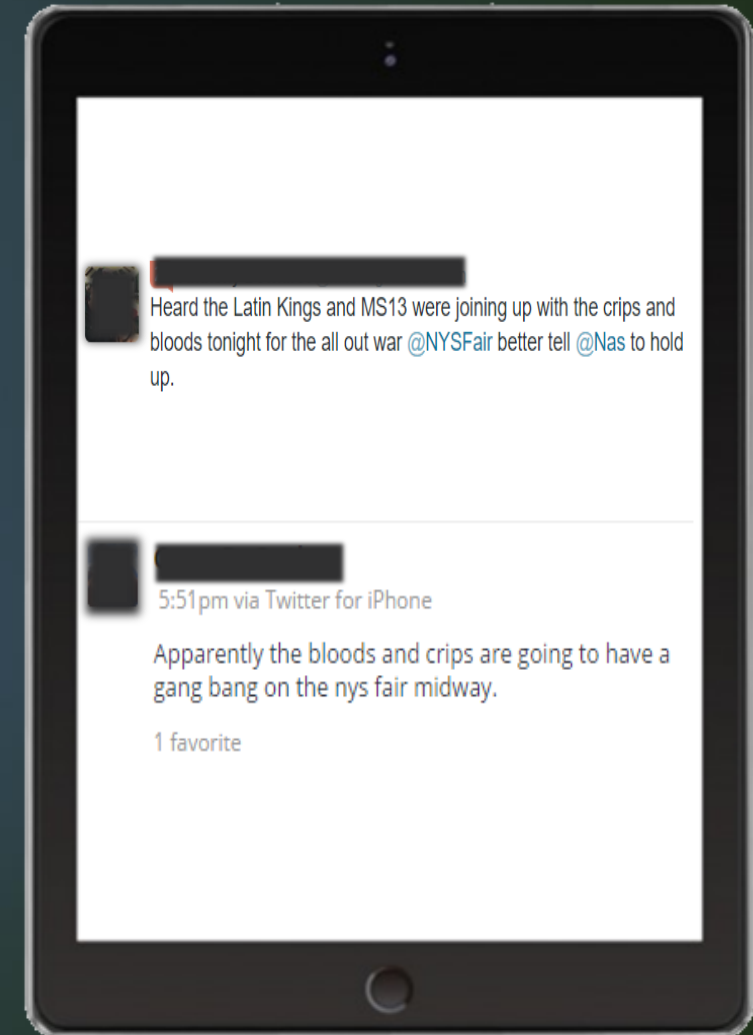 Heard the Latin Kings and MS13 were joining up with the crips and
bloods tonight for the all out war @NYSFair better tell @Nas to hold
up.
5:51pm via Twitter for iPhone
Apparently the bloods and crips are going to have a
gang bang on the nys fair midway.
1 favorite